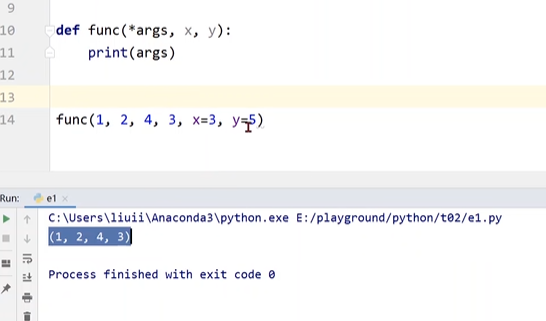 9
10 def func(*args, x, y):
11 print(args)
12
13
14 func(1, 2, 4, 3, x=3, y=5)
Run: e1 ×
C:\Users\liuii\Anaconda3\python.exe E:/playground/python/t02/e1.py
(1, 2, 4, 3)
Process finished with exit code 0